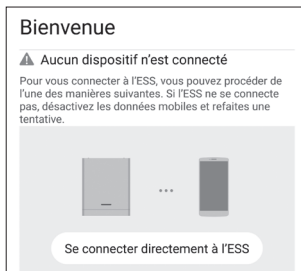 Bienvenue
Aucun dispositif n'est connecté
Pour vous connecter à l'ESS, vous pouvez procéder de
l'une des manières suivantes. Si l'ESS ne se connecte
pas, désactivez les données mobiles et refaites une
tentative.
Se connecter directement à l'ESS